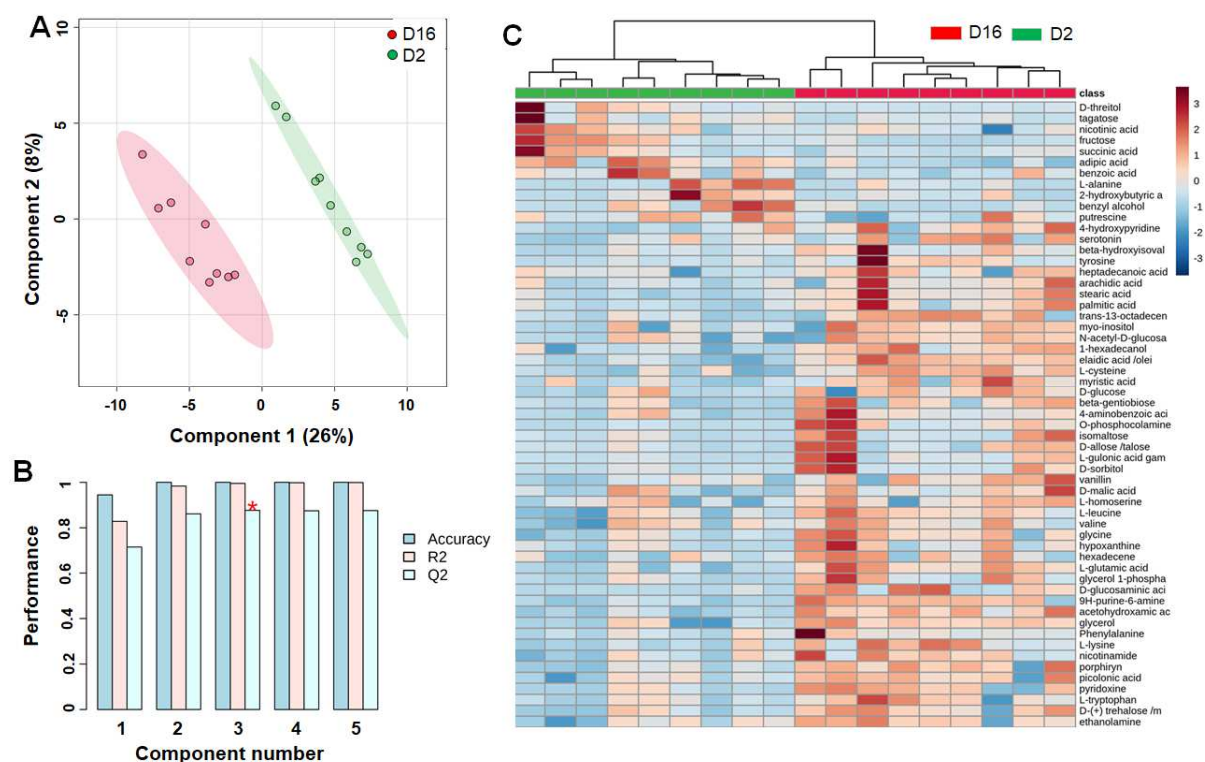 A
D16
D2
10
5
0
-5
-10
-5
0
5
10
Component 2 (8%)
Component 1 (26%)
B
Performance
1
0.8
0.6
0.4
0.2
0
*
Accuracy
R2
Q2
1
2
3
4
5
Component number
C
D16
D2
class
D-threitol
tagatose
nicotinic acid
fructose
succinic acid
adipic acid
benzoic acid
L-alanine
2-hydroxybutyric a
benzyl alcohol
putrescine
4-hydroxypyridine
serotonin
beta-hydroxyisoval
tyrosine
heptadecanoic acid
arachidic acid
stearic acid
palmitic acid
trans-13-octadecen
myo-inositol
N-acetyl-D-glucosa
1-hexadecanol
elaidic acid /olei
L-cysteine
myristic acid
D-glucose
beta-gentiobiose
4-aminobenzoic aci
O-phosphocolamine
isomaltose
D-allose /talose
L-gulonic acid gam
D-sorbitol
vanillin
D-malic acid
L-homoserine
L-leucine
valine
glycine
hypoxanthine
hexadecene
L-glutamic acid
glycerol 1-phospha
D-glucosaminic aci
9H-purine-6-amine
acetohydroxamic ac
glycerol
Phenylalanine
L-lysine
nicotinamide
porphiryn
picolonic acid
pyridoxine
L-tryptophan
D-(+) trehalose /m
ethanolamine
3
2
1
0
-1
-2
-3